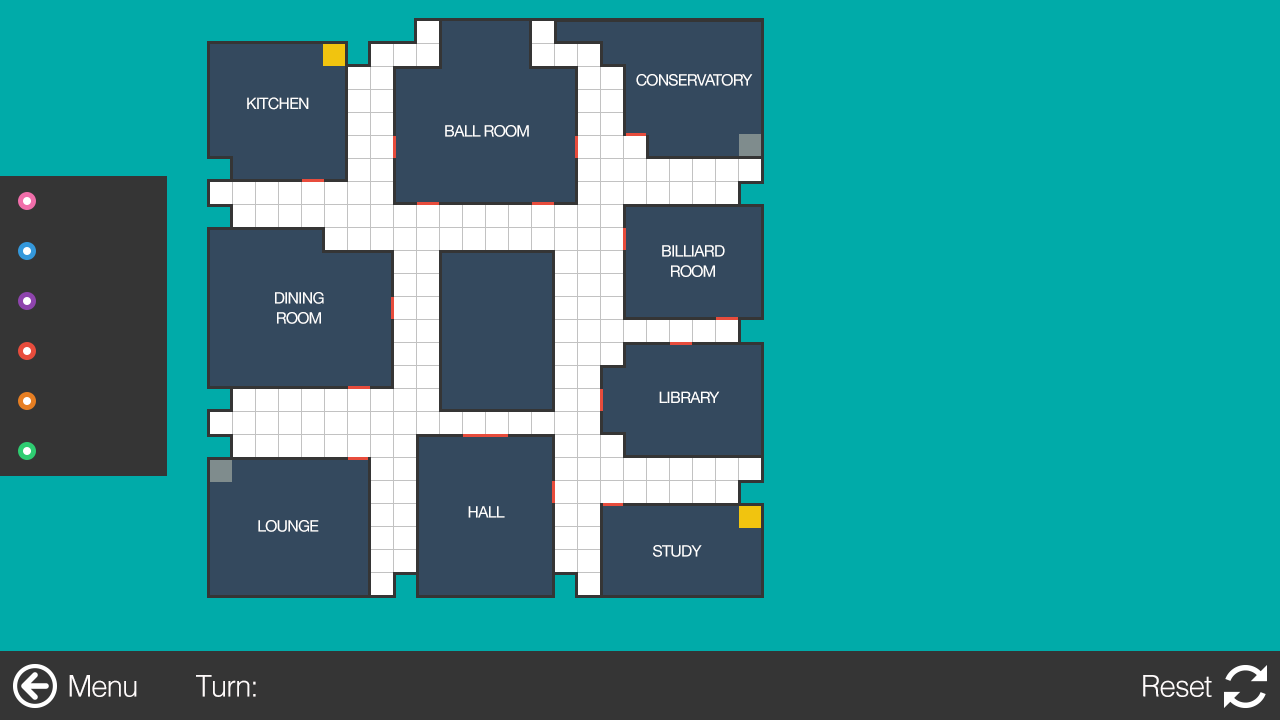 KITCHEN
CONSERVATORY
BALL ROOM
BILLIARD
ROOM
DINING
ROOM
LIBRARY
LOUNGE
HALL
STUDY
Menu
Turn:
Reset